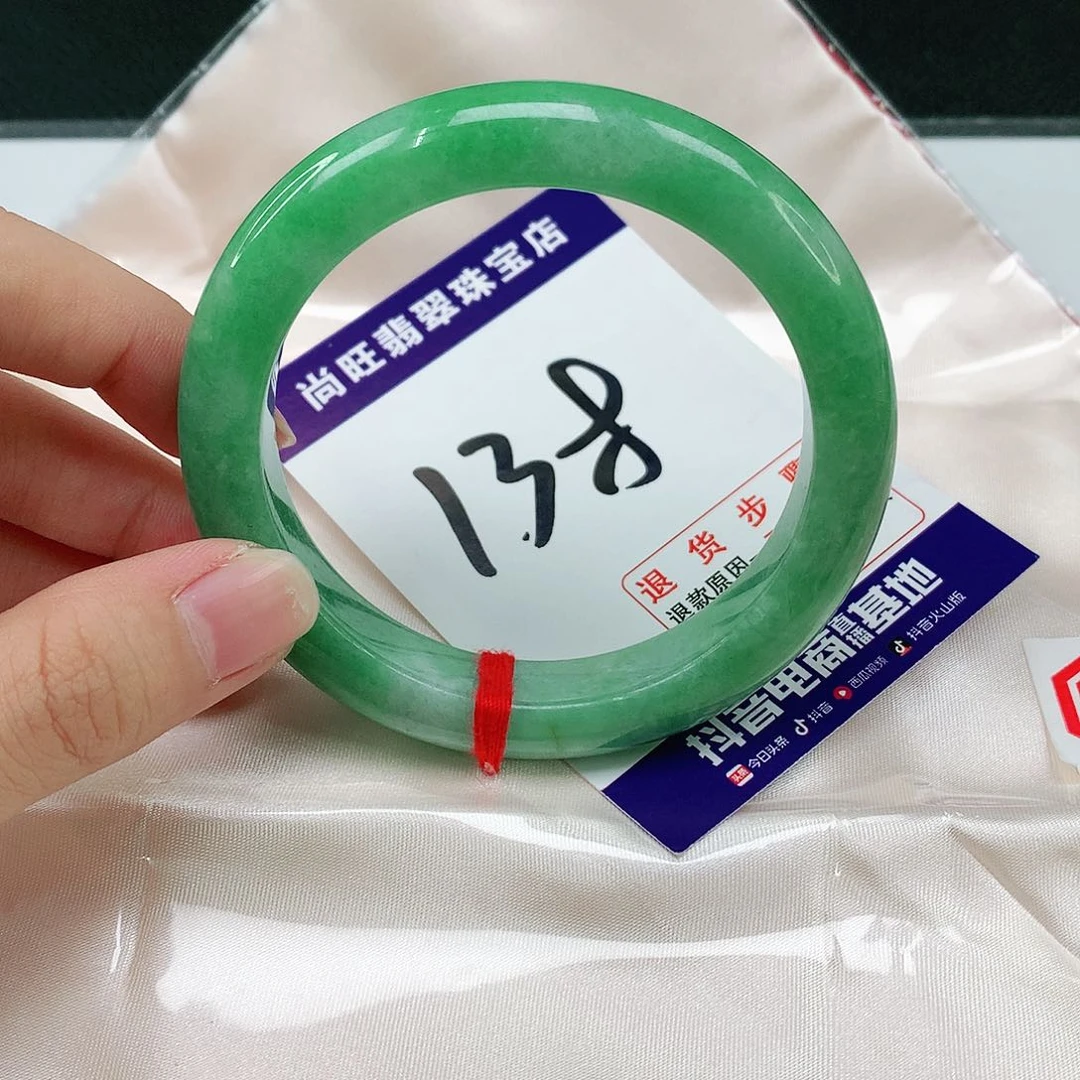 尚旺翡翠珠宝店
138
退货步
退款原因
抖音电商直播基地
今日头条 抖音 西瓜视频 抖音火山版